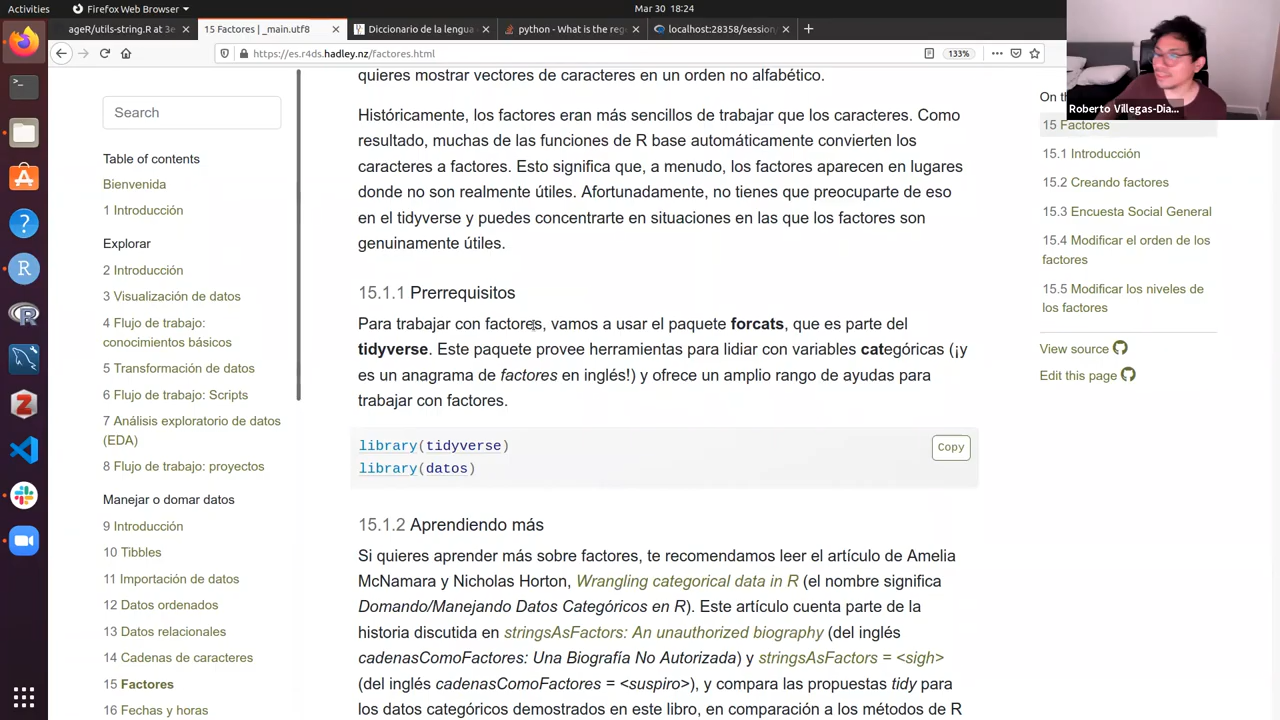 Activities
Firefox Web Browser
Mar 30 18:24
ageR/utils-string.R at 3e
15 Factores | _main.utf8
Diccionario de la lengua
python - What is the reg
localhost:28358/session
https://es.r4ds.hadley.nz/factores.html
133%
Roberto Villegas-Dia...
Search
Table of contents
Bienvenida
1 Introducción
Explorar
2 Introducción
3 Visualización de datos
4 Flujo de trabajo:
conocimientos básicos
5 Transformación de datos
6 Flujo de trabajo: Scripts
7 Análisis exploratorio de datos
(EDA)
8 Flujo de trabajo: proyectos
Manejar o domar datos
9 Introducción
10 Tibbles
11 Importación de datos
12 Datos ordenados
13 Datos relacionales
14 Cadenas de caracteres
15 Factores
16 Fechas y horas
quieres mostrar vectores de caracteres en un orden no alfabético.
Históricamente, los factores eran más sencillos de trabajar que los caracteres. Como
resultado, muchas de las funciones de R base automáticamente convierten los
caracteres a factores. Esto significa que, a menudo, los factores aparecen en lugares
donde no son realmente útiles. Afortunadamente, no tienes que preocuparte de eso
en el tidyverse y puedes concentrarte en situaciones en las que los factores son
genuinamente útiles.
15.1.1 Prerrequisitos
Para trabajar con factores, vamos a usar el paquete forcats, que es parte del
tidyverse. Este paquete provee herramientas para lidiar con variables categóricas (¡y
es un anagrama de factores en inglés!) y ofrece un amplio rango de ayudas para
trabajar con factores.
library(tidyverse)
library(datos)
Copy
15.1.2 Aprendiendo más
Si quieres aprender más sobre factores, te recomendamos leer el artículo de Amelia
McNamara y Nicholas Horton, Wrangling categorical data in R (el nombre significa
Domando/Manejando Datos Categóricos en R). Este artículo cuenta parte de la
historia discutida en stringsAsFactors: An unauthorized biography (del inglés
cadenasComoFactores: Una Biografía No Autorizada) y stringsAsFactors = <sigh>
(del inglés cadenasComoFactores = <suspiro>), y compara las propuestas tidy para
los datos categóricos demostrados en este libro, en comparación a los métodos de R
On th
15 Factores
15.1 Introducción
15.2 Creando factores
15.3 Encuesta Social General
15.4 Modificar el orden de los
factores
15.5 Modificar los niveles de
los factores
View source
Edit this page